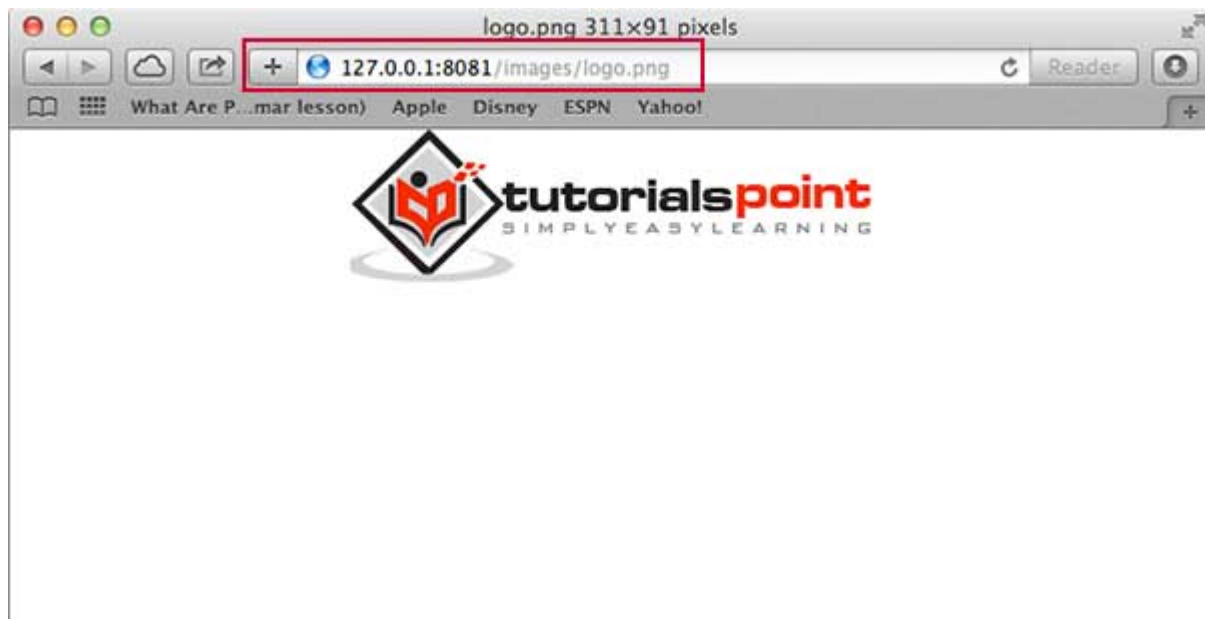 logo.png 311×91 pixels
127.0.0.1:8081/images/logo.png
Reader
What Are P...mar lesson) Apple Disney ESPN Yahoo!
tutorialspoint
SIMPLYEASYLEARNING